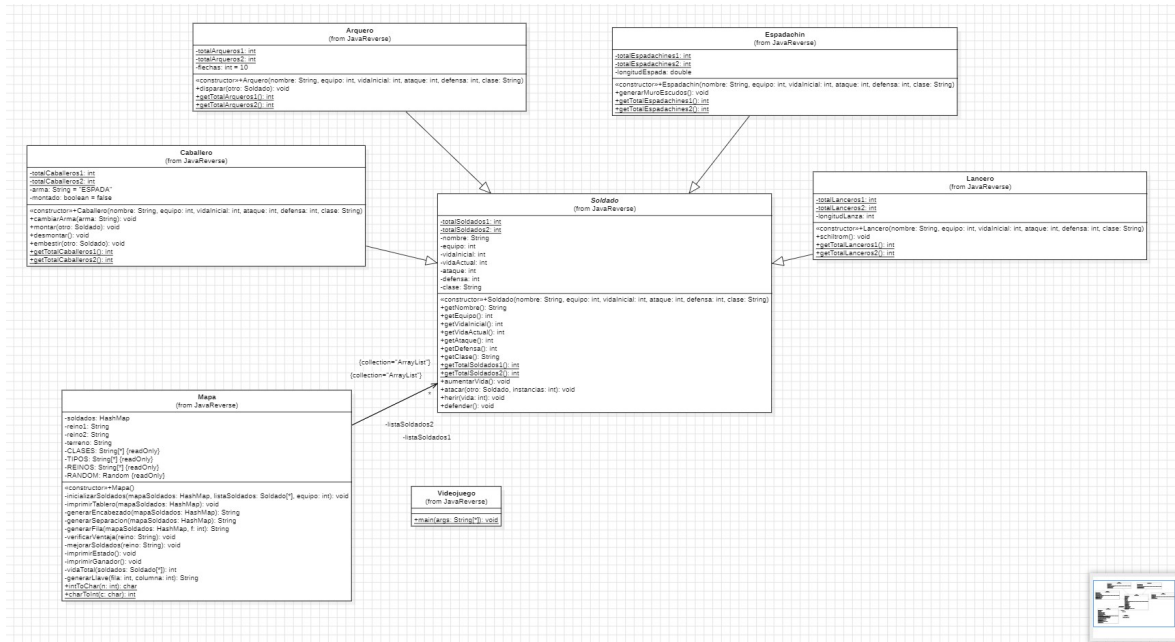 Arquero
(from JavaReverse)
-totalArqueros1: int
-totalArqueros2: int
-flechas: int = 10
«constructor»+Arquero(nombre: String, equipo: int, vidaInicial: int, ataque: int, defensa: int, clase: String)
+disparar(otro: Soldado): void
+getTotalArqueros1(): int
+getTotalArqueros2(): int
Espadachin
(from JavaReverse)
-totalEspadachines1: int
-totalEspadachines2: int
-longitudEspada: double
«constructor»+Espadachin(nombre: String, equipo: int, vidaInicial: int, ataque: int, defensa: int, clase: String)
+generarMuroEscudos(): void
+getTotalEspadachines1(): int
+getTotalEspadachines2(): int
Caballero
(from JavaReverse)
-totalCaballeros1: int
-totalCaballeros2: int
-arma: String = "ESPADA"
-montado: boolean = false
«constructor»+Caballero(nombre: String, equipo: int, vidaInicial: int, ataque: int, defensa: int, clase: String)
+cambiarArma(arma: String): void
+montar(otro: Soldado): void
+desmontar(): void
+embestir(otro: Soldado): void
+getTotalCaballeros1(): int
+getTotalCaballeros2(): int
Lancero
(from JavaReverse)
-totalLanceros1: int
-totalLanceros2: int
-longitudLanza: int
«constructor»+Lancero(nombre: String, equipo: int, vidaInicial: int, ataque: int, defensa: int, clase: String)
+schiltrom(): void
+getTotalLanceros1(): int
+getTotalLanceros2(): int
Soldado
(from JavaReverse)
-totalSoldados1: int
-totalSoldados2: int
-nombre: String
-equipo: int
-vidaInicial: int
-vidaActual: int
-ataque: int
-defensa: int
-clase: String
«constructor»+Soldado(nombre: String, equipo: int, vidaInicial: int, ataque: int, defensa: int, clase: String)
+getNombre(): String
+getEquipo(): int
+getVidaInicial(): int
+getVidaActual(): int
+getAtaque(): int
+getDefensa(): int
+getClase(): String
+getTotalSoldados1(): int
+getTotalSoldados2(): int
+aumentarVida(): void
+atacar(otro: Soldado, instancias: int): void
+herir(vida: int): void
+defender(): void
{collection="ArrayList"}
{collection="ArrayList"}
*
-listaSoldados2
-listaSoldados1
Mapa
(from JavaReverse)
-soldados: HashMap
-reino1: String
-reino2: String
-terreno: String
-CLASES: String[*] {readOnly}
-TIPOS: String[*] {readOnly}
-REINOS: String[*] {readOnly}
-RANDOM: Random {readOnly}
«constructor»+Mapa()
-inicializarSoldados(mapaSoldados: HashMap, listaSoldados: Soldado[*], equipo: int): void
-imprimirTablero(mapaSoldados: HashMap): void
-generarEncabezado(mapaSoldados: HashMap): String
-generarSeparacion(mapaSoldados: HashMap): String
-generarFila(mapaSoldados: HashMap, f: int): String
-verificarVentaja(reino: String): void
-mejorarSoldados(reino: String): void
-imprimirEstado(): void
-imprimirGanador(): void
-vidaTotal(soldados: Soldado[*]): int
-generarLlave(fila: int, columna: int): String
+intToChar(n: int): char
+charToInt(c: char): int
Videojuego
(from JavaReverse)
+main(args: String[*]): void